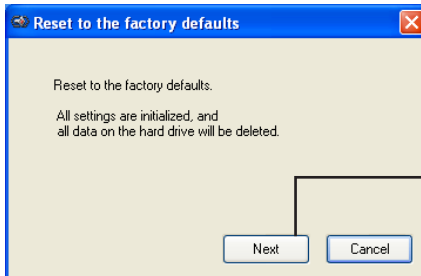 Reset to the factory defaults
Reset to the factory defaults.
All settings are initialized, and
all data on the hard drive will be deleted.
Next
Cancel